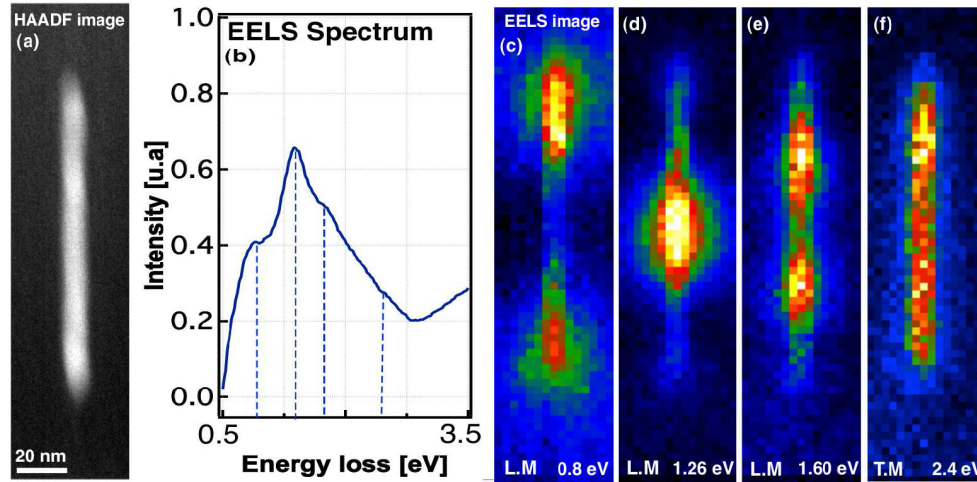 HAADF image
(a)
20 nm
EELS Spectrum
(b)
Intensity [u.a]
1.0
0.8
0.6
0.4
0.2
0.0
0.5
3.5
Energy loss [eV]
EELS image
(c)
L.M 0.8 eV
(d)
L.M 1.26 eV
(e)
L.M 1.60 eV
(f)
T.M 2.4 eV